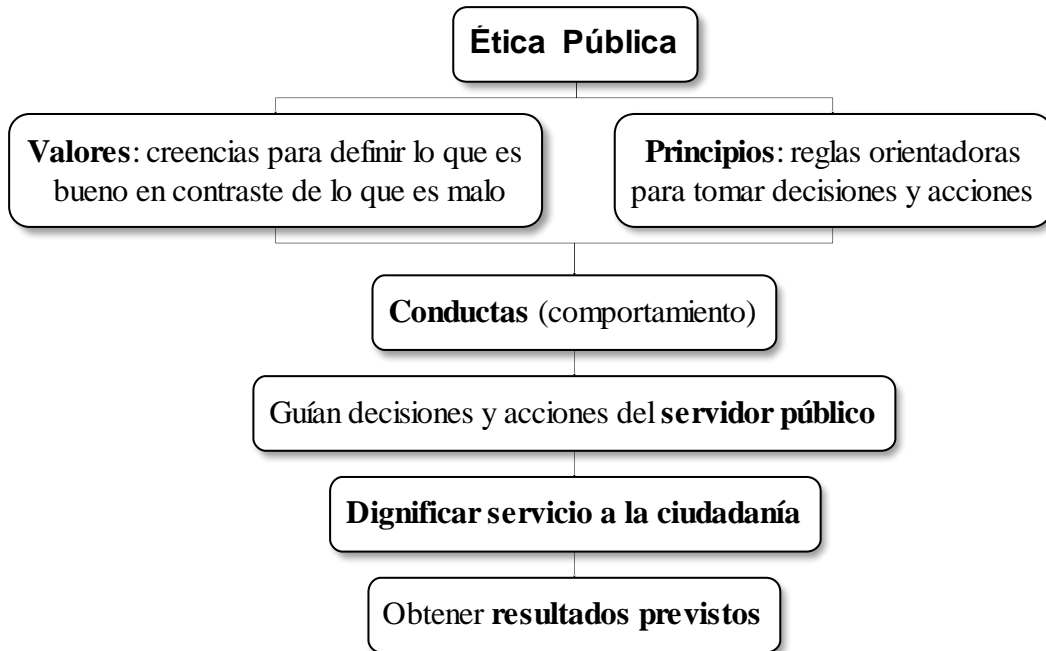 Ética Pública
Valores: creencias para definir lo que es
bueno en contraste de lo que es malo
Principios: reglas orientadoras
para tomar decisiones y acciones
Conductas (comportamiento)
Guían decisiones y acciones del servidor público
Dignificar servicio a la ciudadanía
Obtener resultados previstos